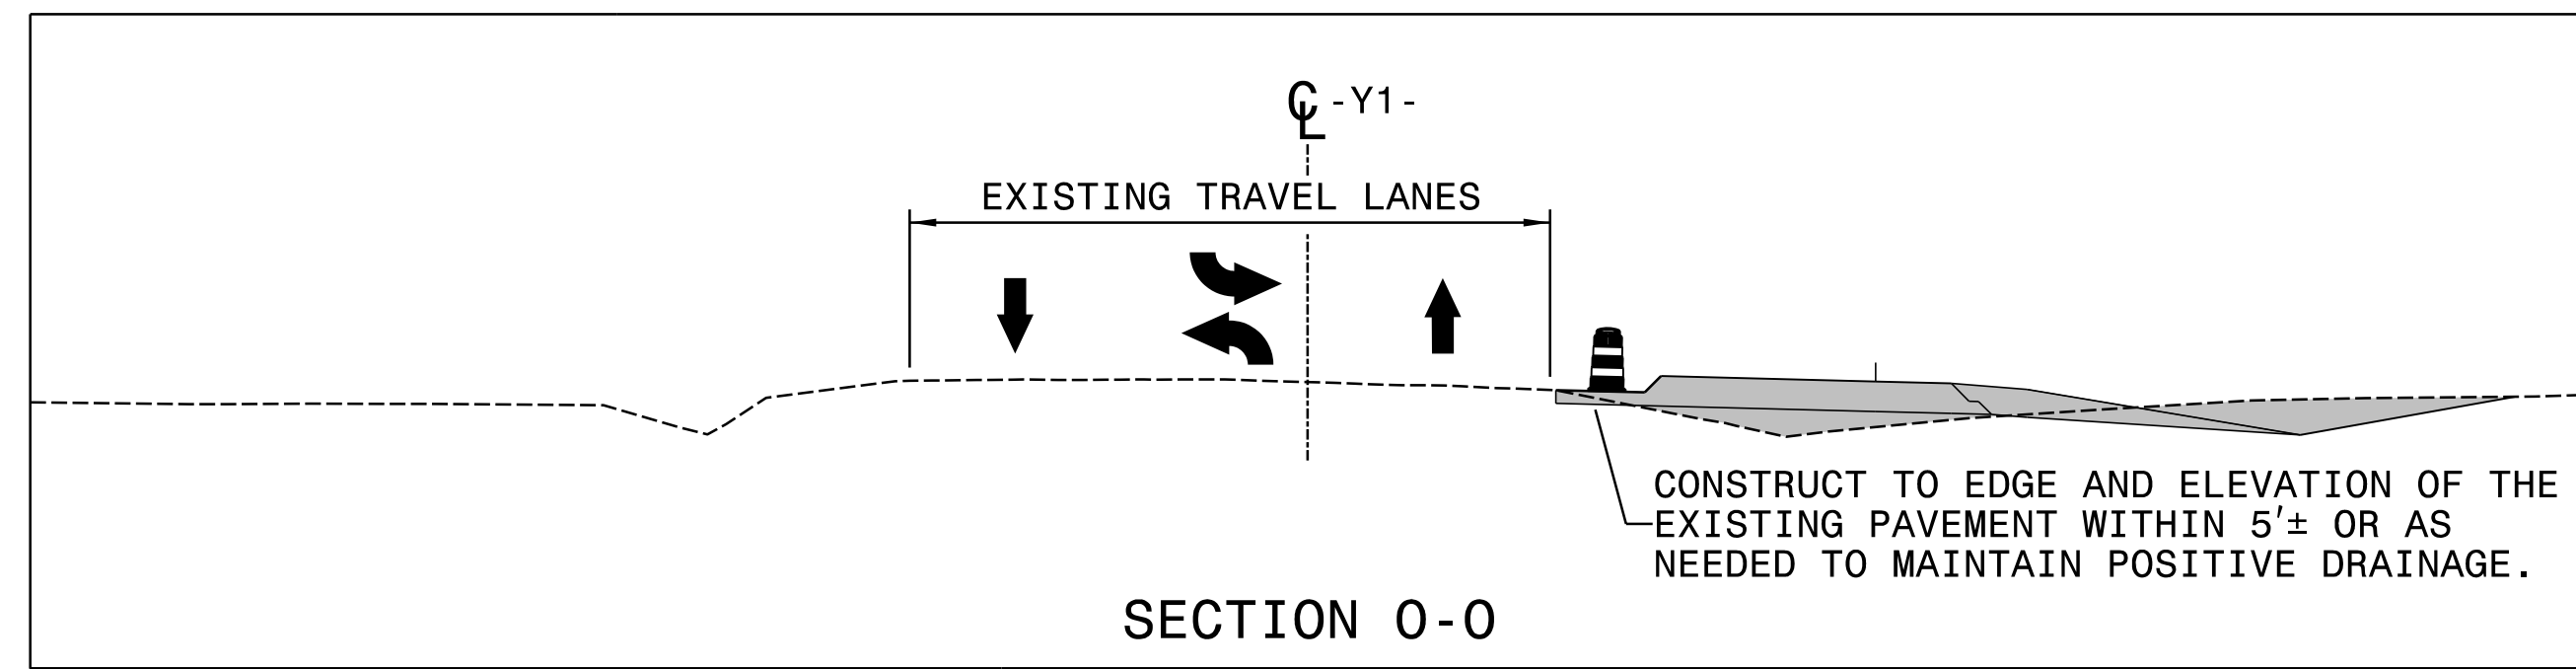 ℄ -Y1-
EXISTING TRAVEL LANES
CONSTRUCT TO EDGE AND ELEVATION OF THE
EXISTING PAVEMENT WITHIN 5'± OR AS
NEEDED TO MAINTAIN POSITIVE DRAINAGE.
SECTION O-O